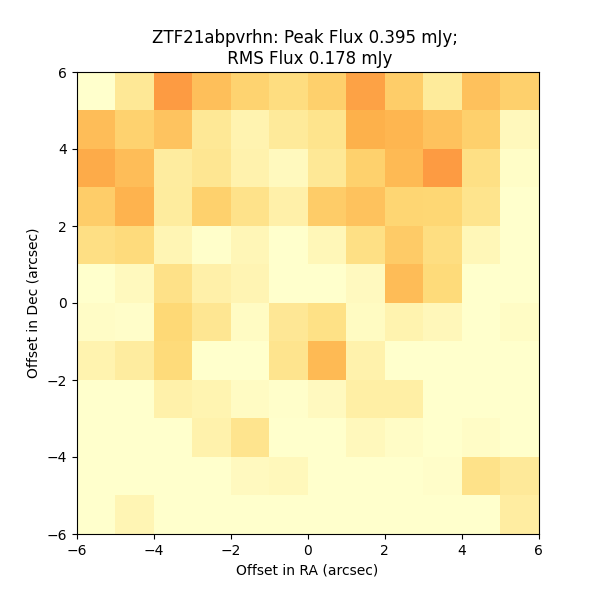 ZTF21abpvrhn: Peak Flux 0.395 mJy;
RMS Flux 0.178 mJy
6
4
2
0
−2
−4
−6
Offset in Dec (arcsec)
−6 −4 −2 0 2 4 6
Offset in RA (arcsec)